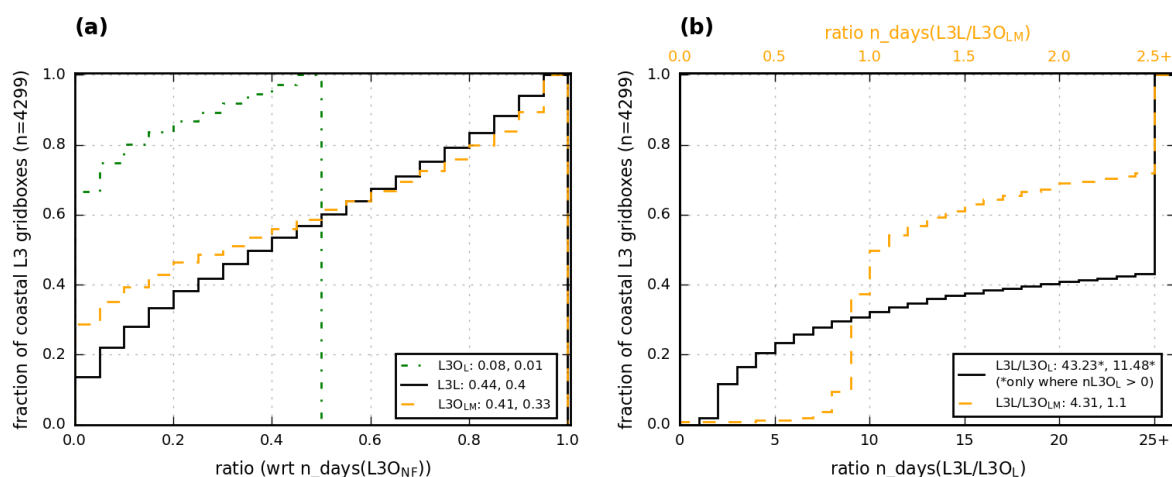 (a)
fraction of coastal L3 gridboxes (n=4299)
1.0
0.8
0.6
0.4
0.2
0.0
0.0 0.2 0.4 0.6 0.8 1.0
ratio (wrt n_days(L3O_NF))
L3O_L: 0.08, 0.01
L3L: 0.44, 0.4
L3O_LM: 0.41, 0.33
(b)
ratio n_days(L3L/L3O_LM)
0.0 0.5 1.0 1.5 2.0 2.5+
fraction of coastal L3 gridboxes (n=4299)
1.0
0.8
0.6
0.4
0.2
0.0
0 5 10 15 20 25+
ratio n_days(L3L/L3O_L)
L3L/L3O_L: 43.23*, 11.48*
(*only where nL3O_L > 0)
L3L/L3O_LM: 4.31, 1.1